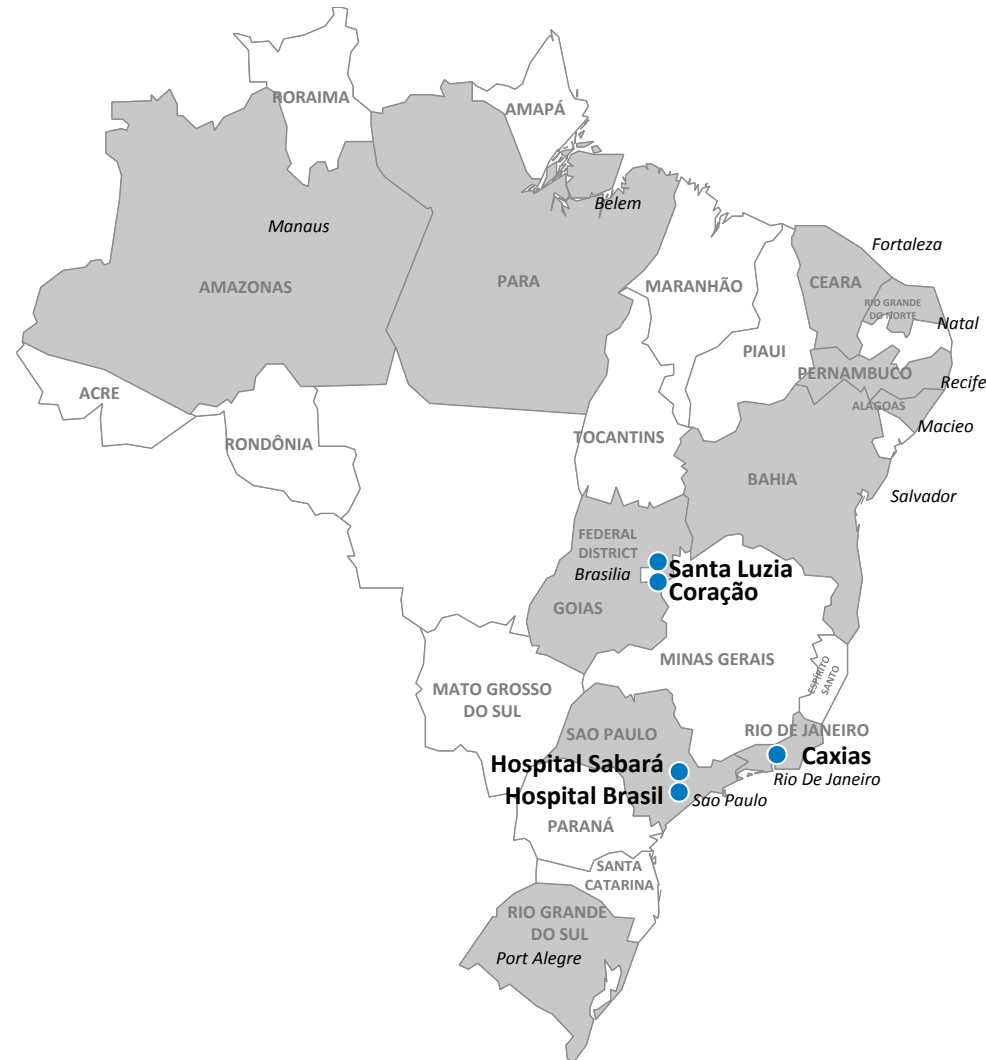 RORAIMA
AMAPÁ
Belem
Manaus
Fortaleza
AMAZONAS
PARA
MARANHÃO
CEARA
RIO GRANDE
DO NORTE
Natal
PIAUI
PERNAMBUCO
Recife
ACRE
ALAGOAS
Macieo
RONDÔNIA
TOCANTINS
BAHIA
Salvador
FEDERAL
DISTRICT
Brasilia
Santa Luzia
Coração
GOIAS
MINAS GERAIS
ESPÍRITO
SANTO
MATO GROSSO
DO SUL
SAO PAULO
RIO DE JANEIRO
Hospital Sabará
Caxias
Rio De Janeiro
Hospital Brasil
Sao Paulo
PARANÁ
SANTA
CATARINA
RIO GRANDE
DO SUL
Port Alegre